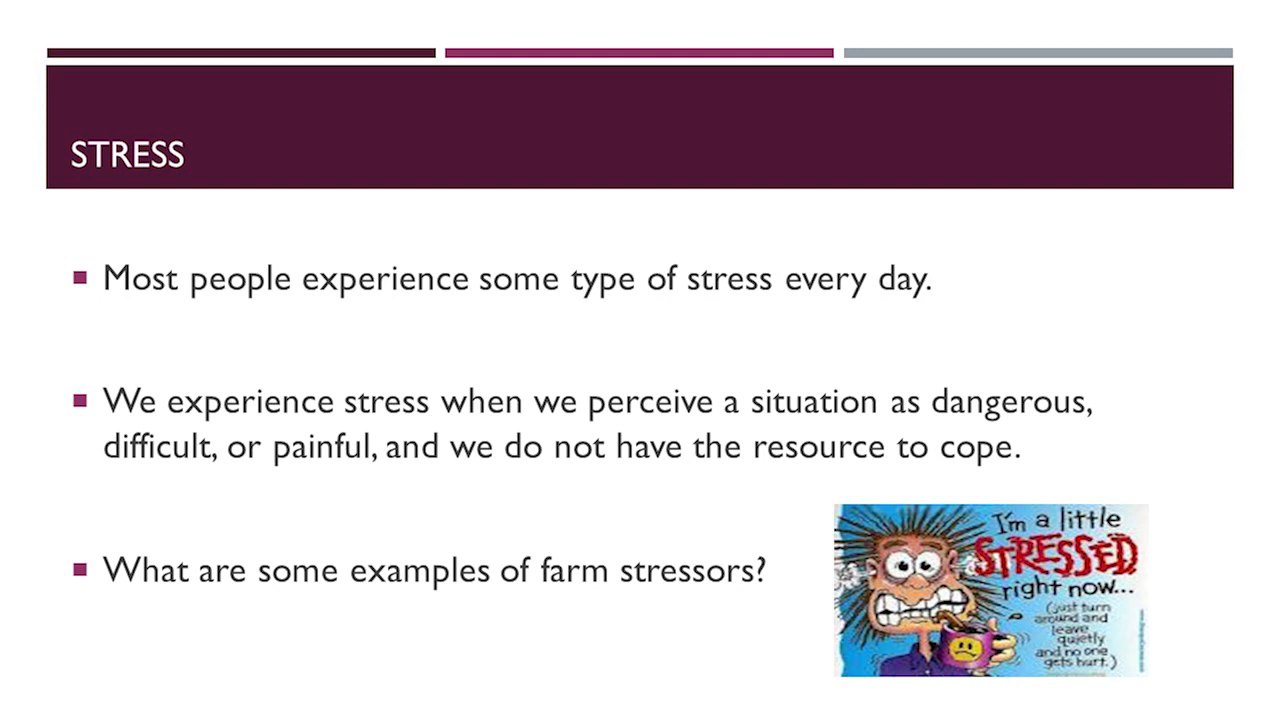 STRESS
Most people experience some type of stress every day.
We experience stress when we perceive a situation as dangerous,
difficult, or painful, and we do not have the resource to cope.
What are some examples of farm stressors?
I'm a little
STRESSED
right now...
(just turn
around and
leave
quietly
and no one
gets hurt.)